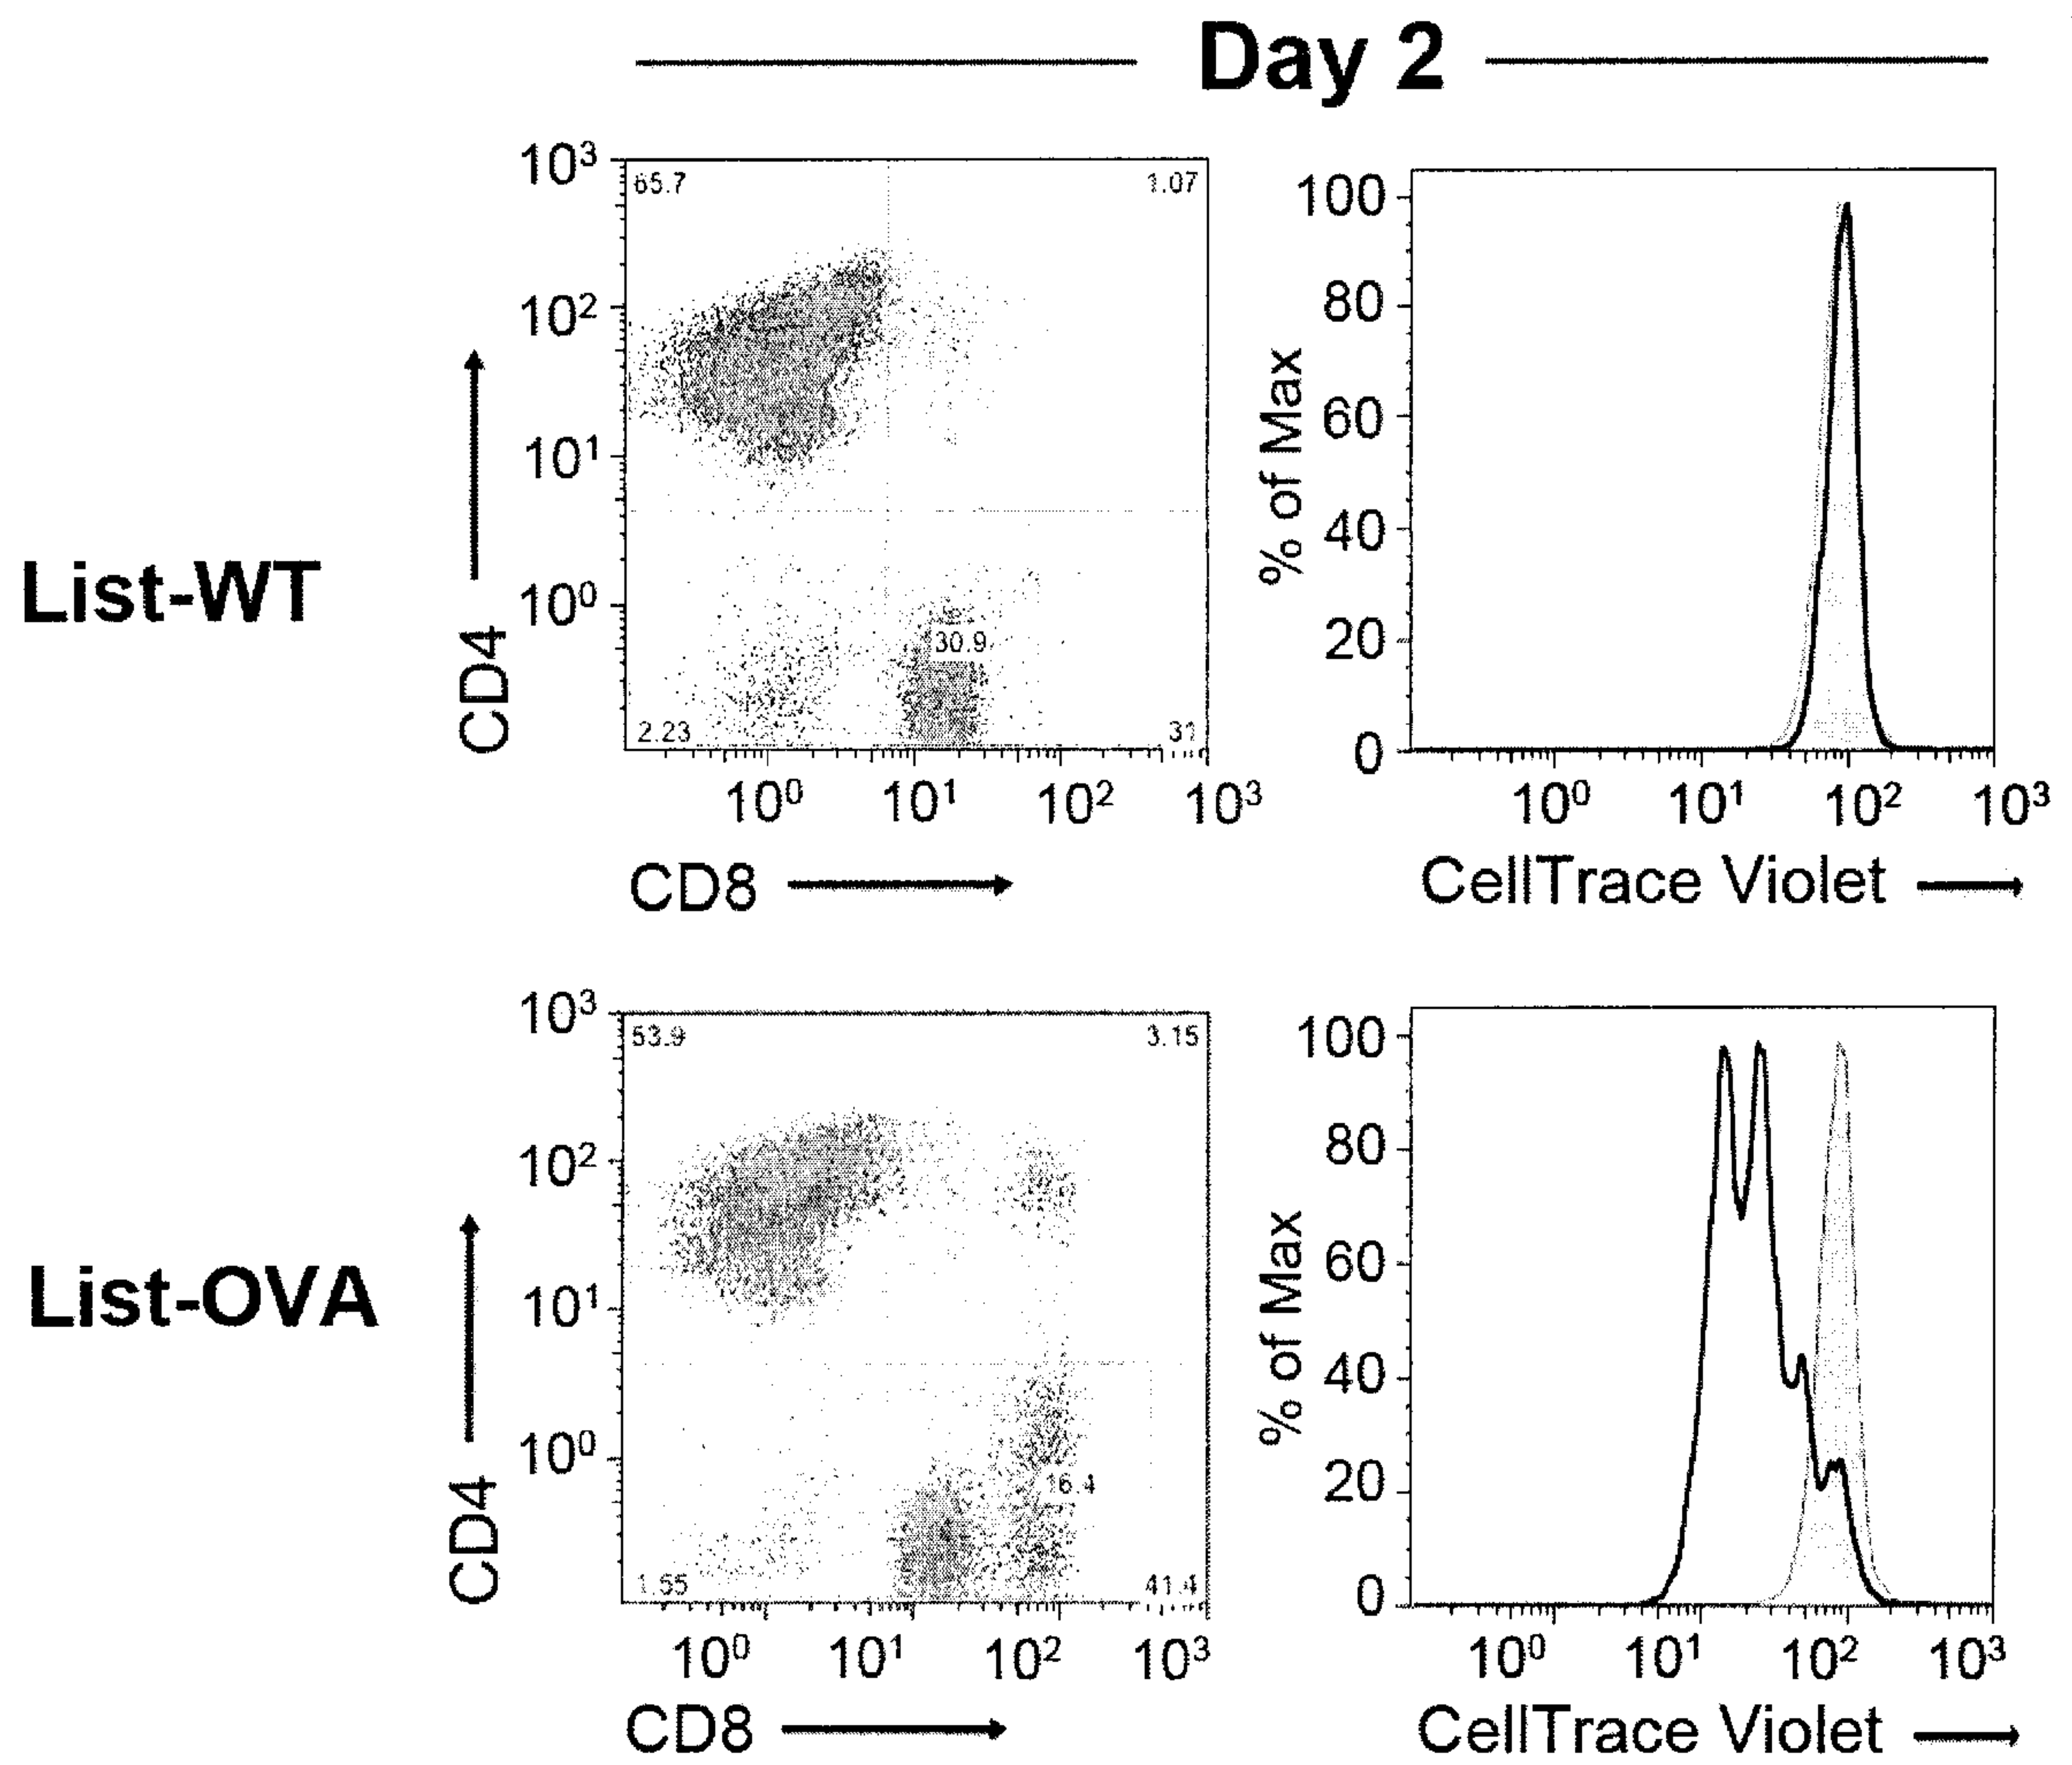 Day 2
List-WT
CD4
10³
10²
10¹
10⁰
65.7
1.07
30.9
2.23
31
10⁰ 10¹ 10² 10³
CD8
% of Max
100
80
60
40
20
0
10⁰ 10¹ 10² 10³
CellTrace Violet
List-OVA
CD4
10³
10²
10¹
10⁰
53.9
3.15
16.4
1.55
41.4
10⁰ 10¹ 10² 10³
CD8
% of Max
100
80
60
40
20
0
10⁰ 10¹ 10² 10³
CellTrace Violet